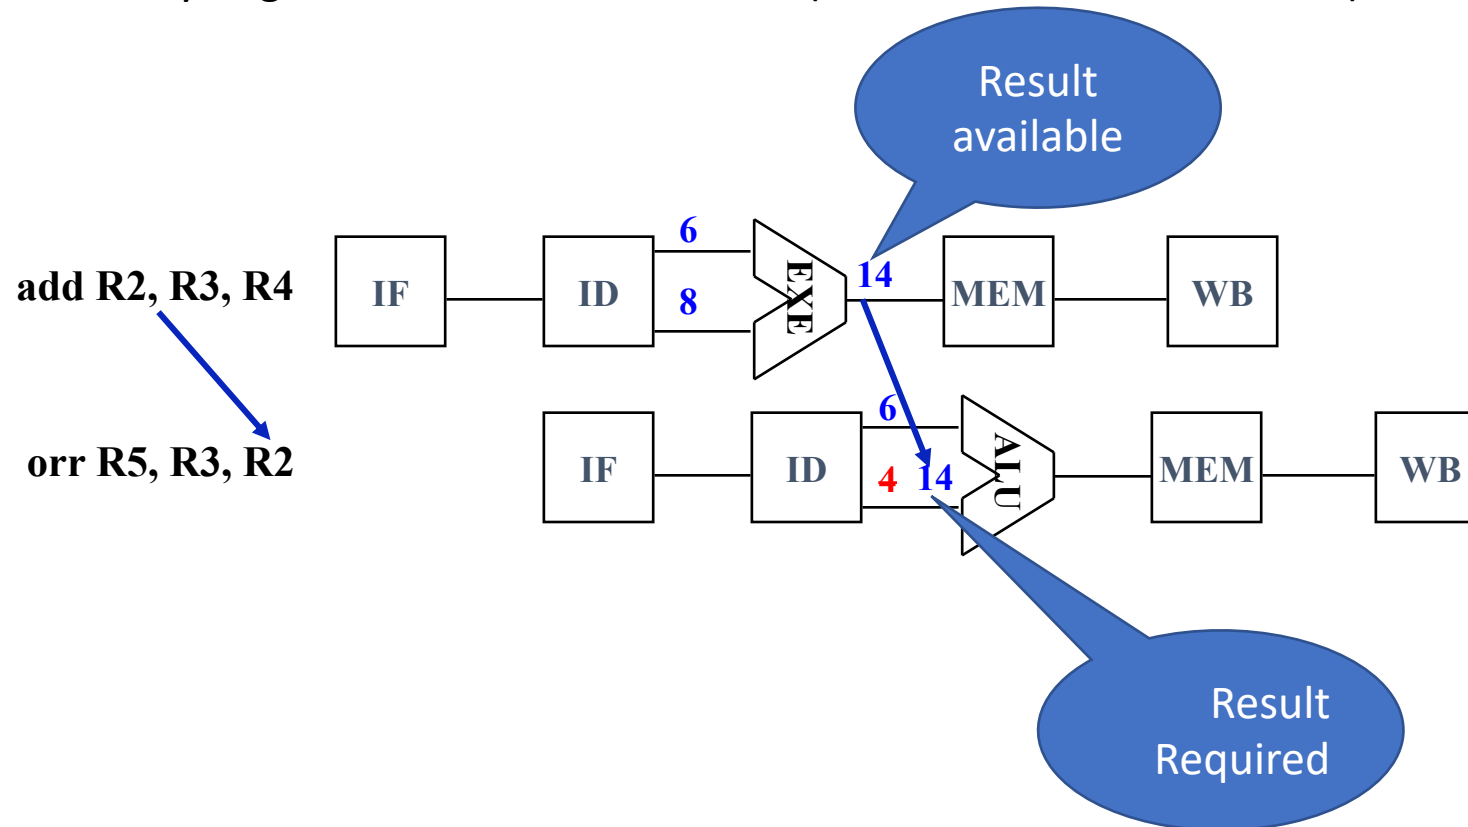 Result
available
6
8
14
add R2, R3, R4
IF
ID
EXE
MEM
WB
6
4 14
orr R5, R3, R2
IF
ID
ALU
MEM
WB
Result
Required